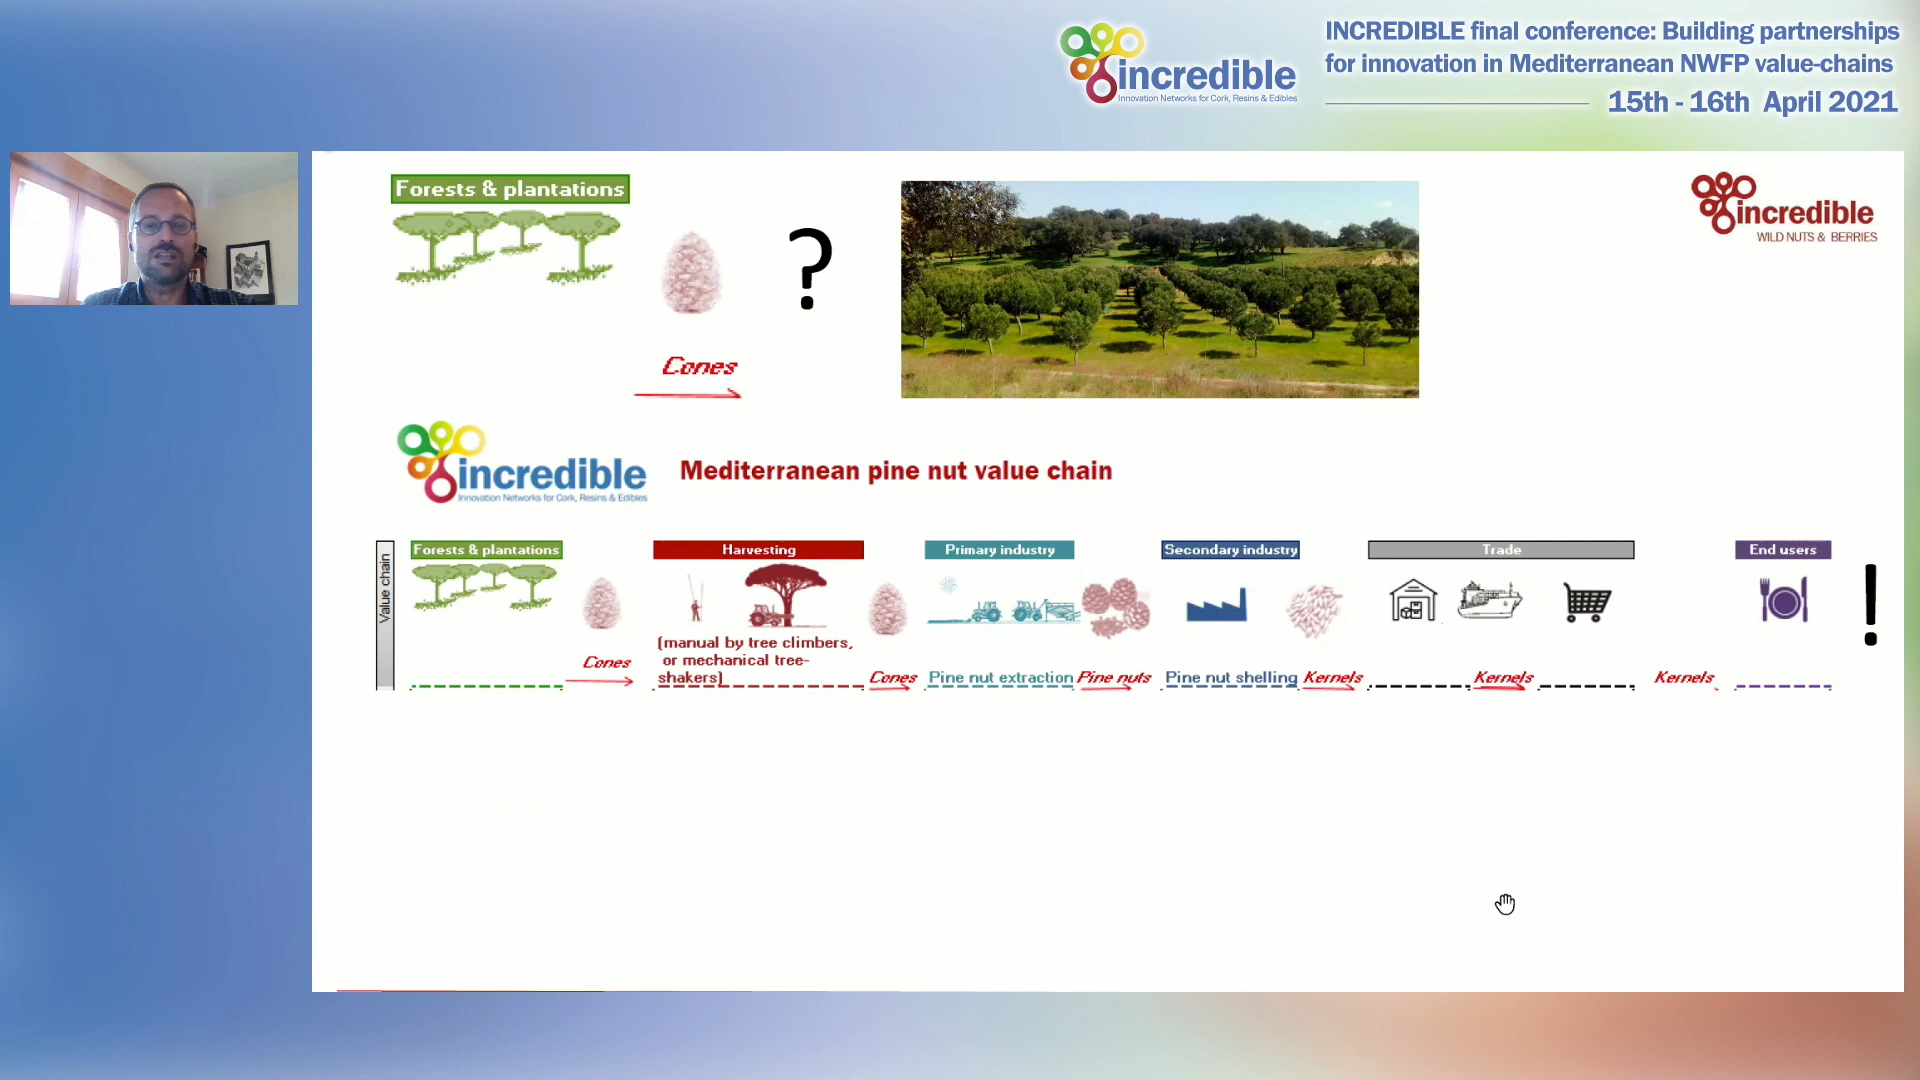 incredible
Innovation Networks for Cork, Resins & Edibles
INCREDIBLE final conference: Building partnerships
for innovation in Mediterranean NWFP value-chains
15th - 16th April 2021
Forests & plantations
?
Cones
incredible
WILD NUTS & BERRIES
incredible
Innovation Networks for Cork, Resins & Edibles
Mediterranean pine nut value chain
Value chain
Forests & plantations
Harvesting
Primary industry
Secondary industry
Trade
End users
!
(manual by tree climbers,
or mechanical tree-
shakers)
Cones
Cones
Pine nut extraction
Pine nuts
Pine nut shelling
Kernels
Kernels
Kernels